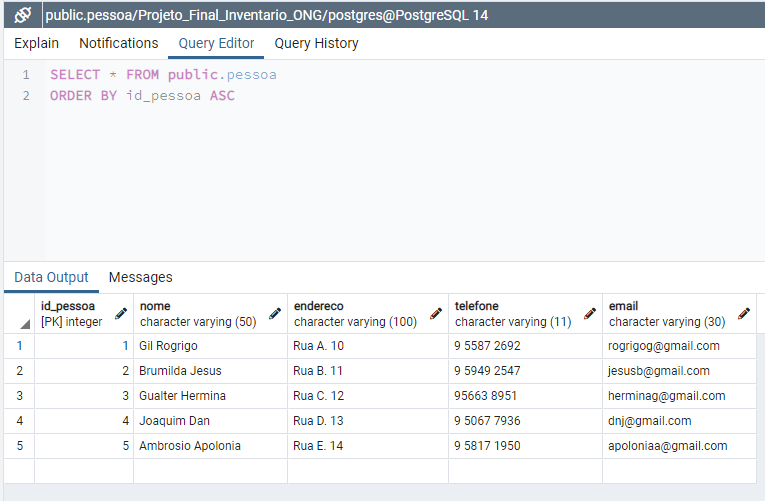 public.pessoa/Projeto_Final_Inventario_ONG/postgres@PostgreSQL 14
Explain Notifications Query Editor Query History
1 SELECT * FROM public.pessoa
2 ORDER BY id_pessoa ASC
Data Output Messages
id_pessoa nome endereco telefone email
[PK] integer character varying (50) character varying (100) character varying (11) character varying (30)
1 1 Gil Rogrigo Rua A. 10 9 5587 2692 rogrigog@gmail.com
2 2 Brumilda Jesus Rua B. 11 9 5949 2547 jesusb@gmail.com
3 3 Gualter Hermina Rua C. 12 95663 8951 herminag@gmail.com
4 4 Joaquim Dan Rua D. 13 9 5067 7936 dnj@gmail.com
5 5 Ambrosio Apolonia Rua E. 14 9 5817 1950 apoloniaa@gmail.com